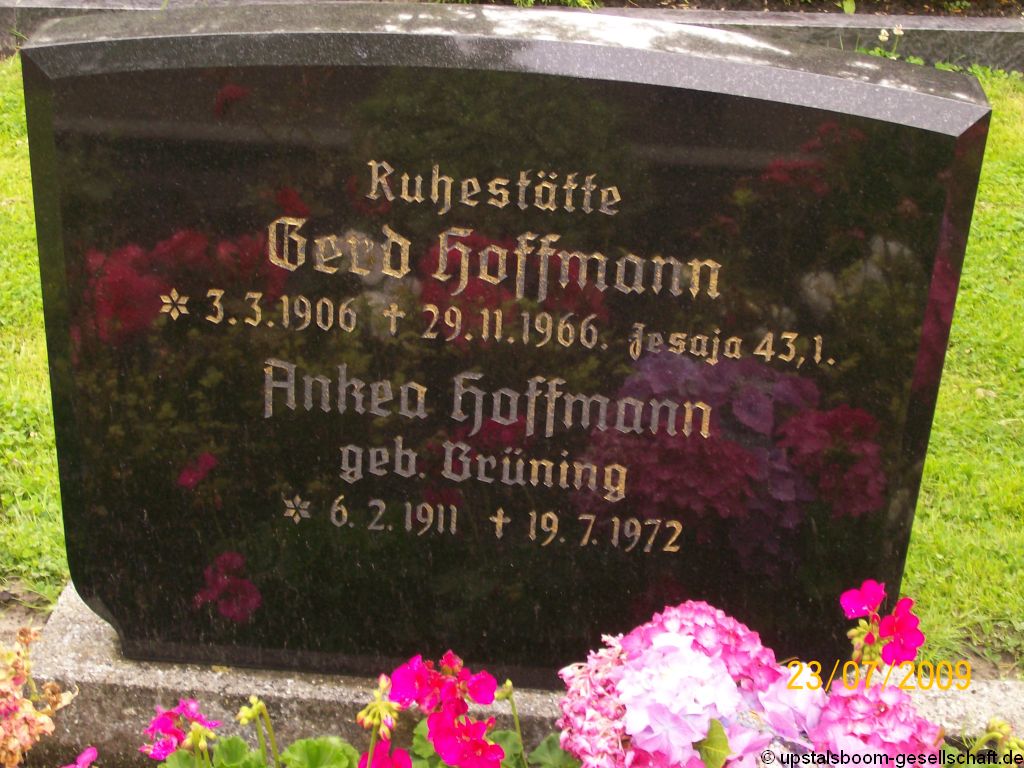 Ruhestätte
Gerd Hoffmann
* 3.3.1906 † 29.11.1966. Jesaja 43,1.
Ankea Hoffmann
geb. Brüning
* 6.2.1911 † 19.7.1972
23/07/2009
© upstalsboom-gesellschaft.de